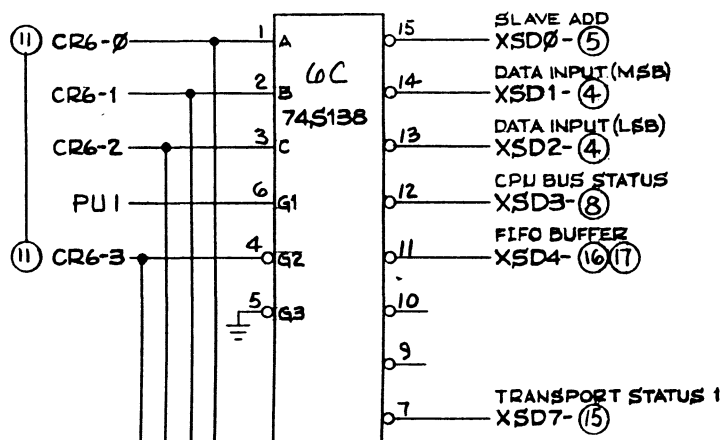 SLAVE ADD
11 CR6-0 1 A 15 XSD0- 5
6C
DATA INPUT (MSB)
CR6-1 2 B 14 XSD1- 4
74S138
DATA INPUT (LSB)
CR6-2 3 C 13 XSD2- 4
CPU BUS STATUS
PU1 6 G1 12 XSD3- 8
FIFO BUFFER
11 CR6-3 4 G2 11 XSD4- 16 17
5 G3 10
9
TRANSPORT STATUS 1
7 XSD7- 15